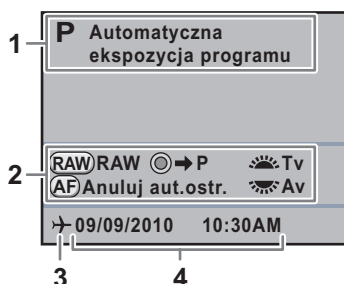 P Automatyczna
ekspozycja programu
RAW RAW ➔ P Tv
AF Anuluj aut.ostr. Av
09/09/2010 10:30AM
1
2
3
4